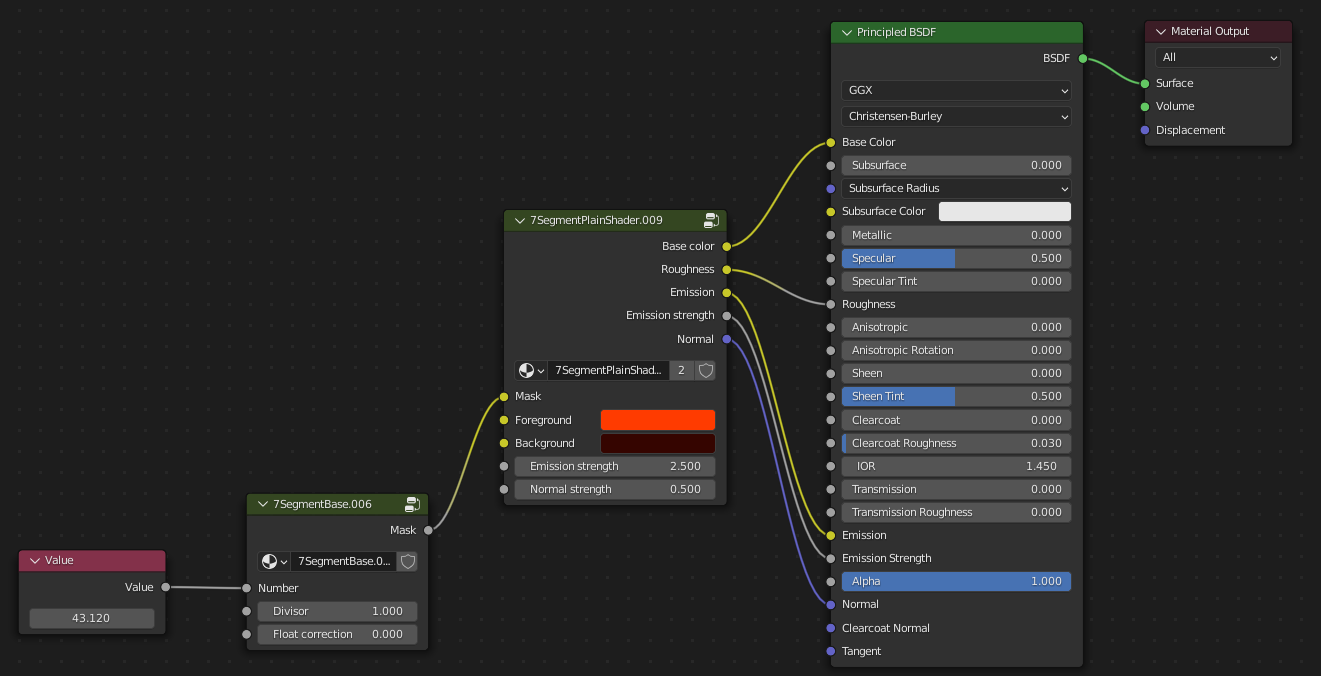 Value
Value
43.120
7SegmentBase.006
Mask
7SegmentBase.0...
Number
Divisor 1.000
Float correction 0.000
7SegmentPlainShader.009
Base color
Roughness
Emission
Emission strength
Normal
7SegmentPlainShad... 2
Mask
Foreground
Background
Emission strength 2.500
Normal strength 0.500
Principled BSDF
BSDF
GGX
Christensen-Burley
Base Color
Subsurface 0.000
Subsurface Radius
Subsurface Color
Metallic 0.000
Specular 0.500
Specular Tint 0.000
Roughness
Anisotropic 0.000
Anisotropic Rotation 0.000
Sheen 0.000
Sheen Tint 0.500
Clearcoat 0.000
Clearcoat Roughness 0.030
IOR 1.450
Transmission 0.000
Transmission Roughness 0.000
Emission
Emission Strength
Alpha 1.000
Normal
Clearcoat Normal
Tangent
Material Output
All
Surface
Volume
Displacement